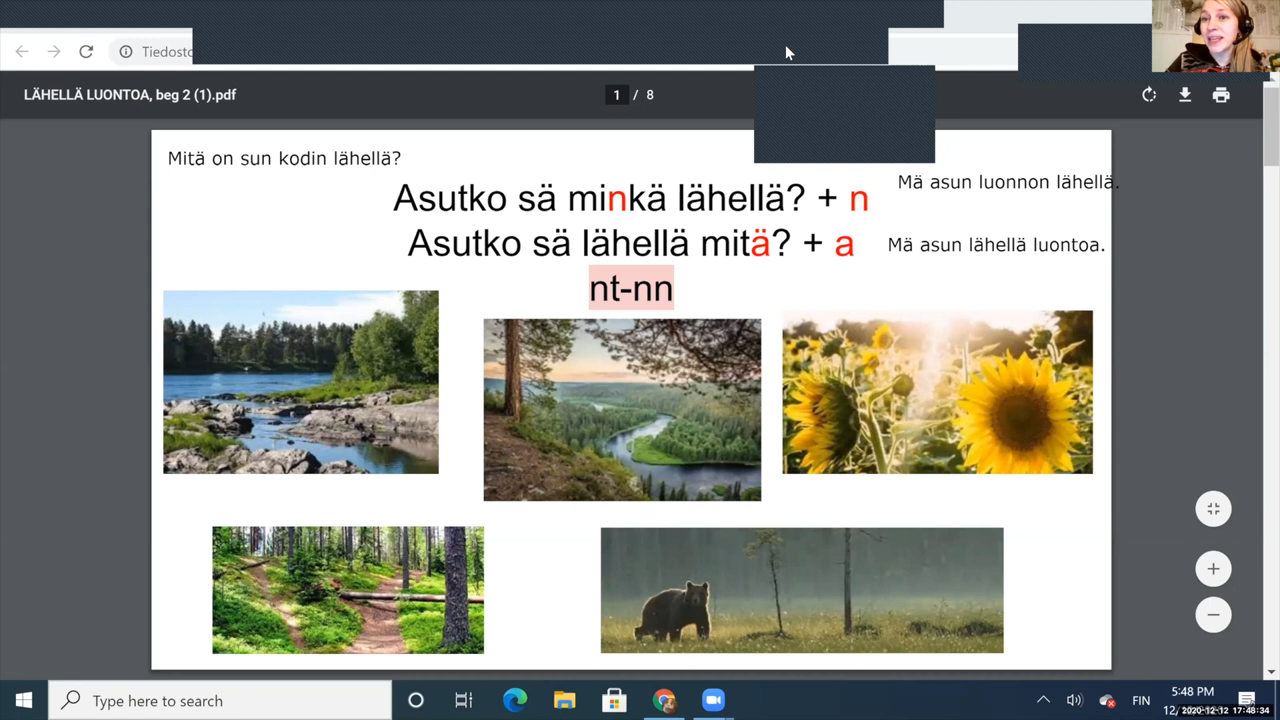 Tiedosto
LÄHELLÄ LUONTOA, beg 2 (1).pdf
1 / 8
Mitä on sun kodin lähellä?
Asutko sä minkä lähellä? + n
Mä asun luonnon lähellä.
Asutko sä lähellä mitä? + a
Mä asun lähellä luontoa.
nt-nn
Type here to search
FIN
5:48 PM
2020-12-12 17:48:34